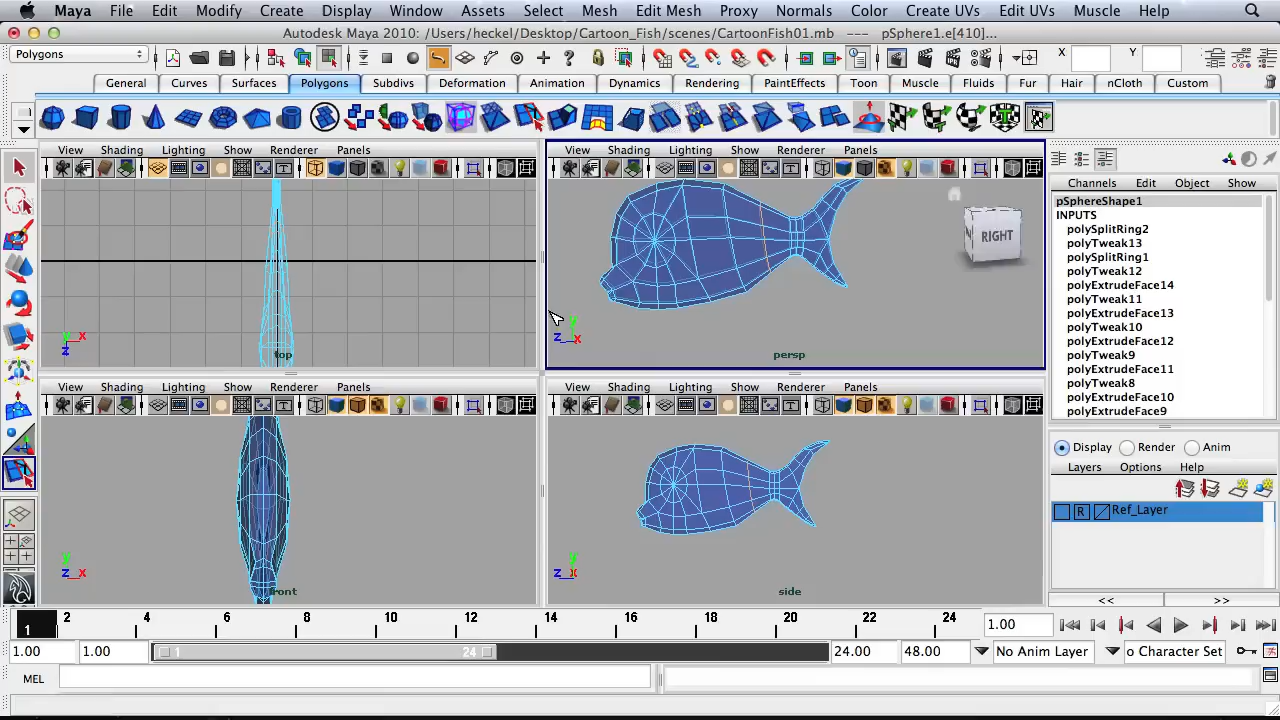 Maya File Edit Modify Create Display Window Assets Select Mesh Edit Mesh Proxy Normals Color Create UVs Edit UVs Muscle Help
Autodesk Maya 2010: /Users/heckel/Desktop/Cartoon_Fish/scenes/CartoonFish01.mb --- pSphere1.e[410]...
Polygons X Y
General Curves Surfaces Polygons Subdivs Deformation Animation Dynamics Rendering PaintEffects Toon Muscle Fluids Fur Hair nCloth Custom
View Shading Lighting Show Renderer Panels
View Shading Lighting Show Renderer Panels
Channels Edit Object Show
pSphereShape1
INPUTS
polySplitRing2
polyTweak13
polySplitRing1
polyTweak12
polyExtrudeFace14
polyTweak11
polyExtrudeFace13
polyTweak10
polyExtrudeFace12
polyTweak9
polyExtrudeFace11
polyTweak8
polyExtrudeFace9
RIGHT
y x
z
top
y
z x
persp
View Shading Lighting Show Renderer Panels
View Shading Lighting Show Renderer Panels
Display Render Anim
Layers Options Help
R Ref_Layer
y
z x
front
y
z x
side
<< >>
1 2 4 6 8 10 12 14 16 18 20 22 24 1.00
1.00 1.00 1 24 24.00 48.00 No Anim Layer o Character Set
MEL